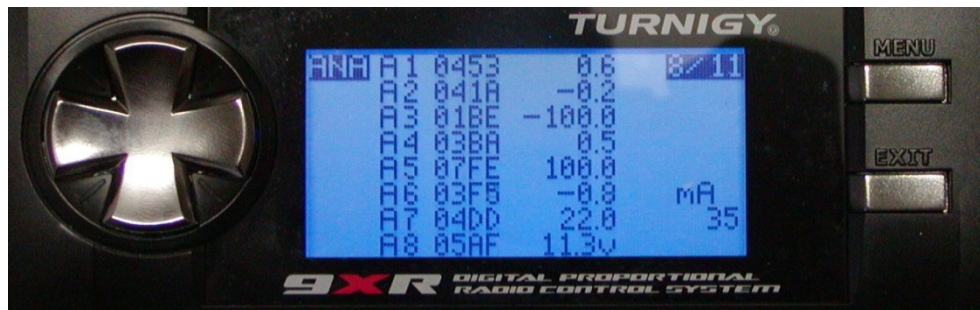 TURNIGY®
MENU
ANA A1 0453 0.6 8/11
A2 041A -0.2
A3 01BE -100.0
A4 03BA 0.5
A5 07FE 100.0
EXIT
A6 03F5 -0.8 mA
A7 04DD 22.0 35
A8 05AF 11.3v
9XR DIGITAL PROPORTIONAL
RADIO CONTROL SYSTEM